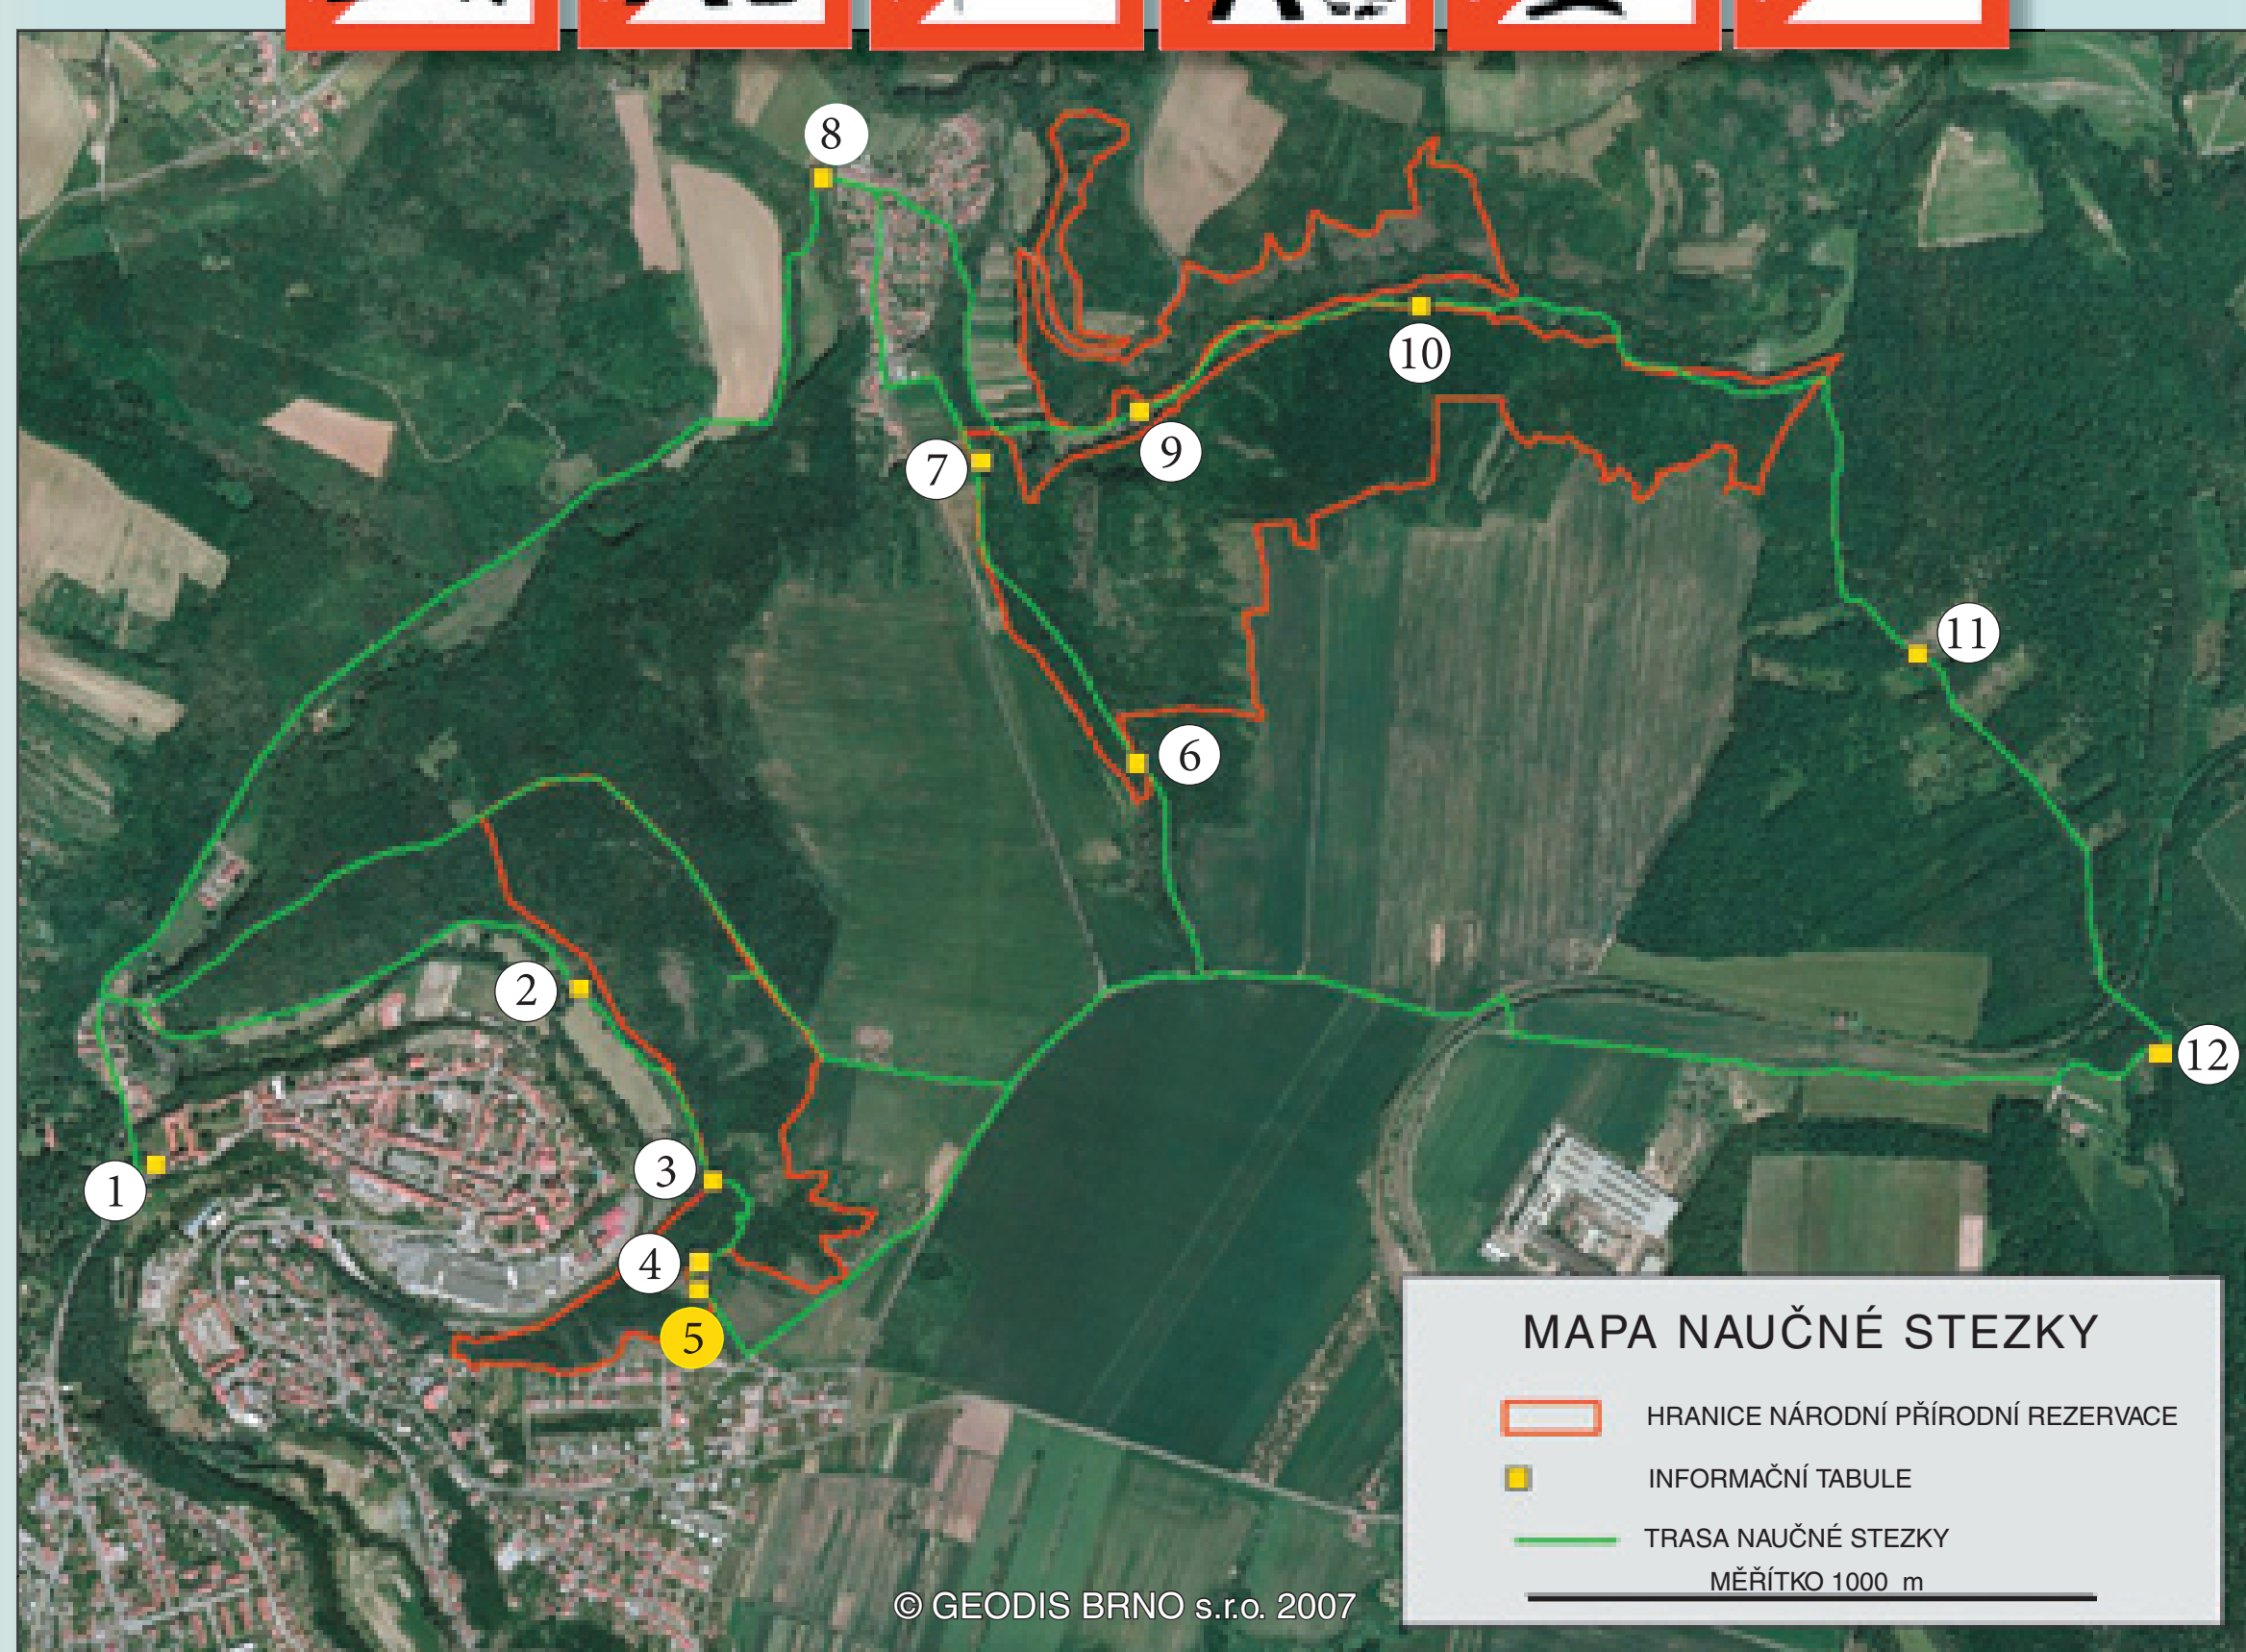 8
10
9
7
11
6
2
12
3
1
4
5
MAPA NAUČNÉ STEZKY
HRANICE NÁRODNÍ PŘÍRODNÍ REZERVACE
INFORMAČNÍ TABULE
TRASA NAUČNÉ STEZKY
MĚŘÍTKO 1000 m
© GEODIS BRNO s.r.o. 2007